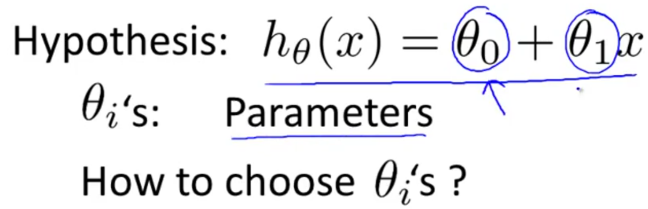 Hypothesis: hθ(x) = θ0 + θ1x
θi‘s: Parameters
How to choose θi‘s ?